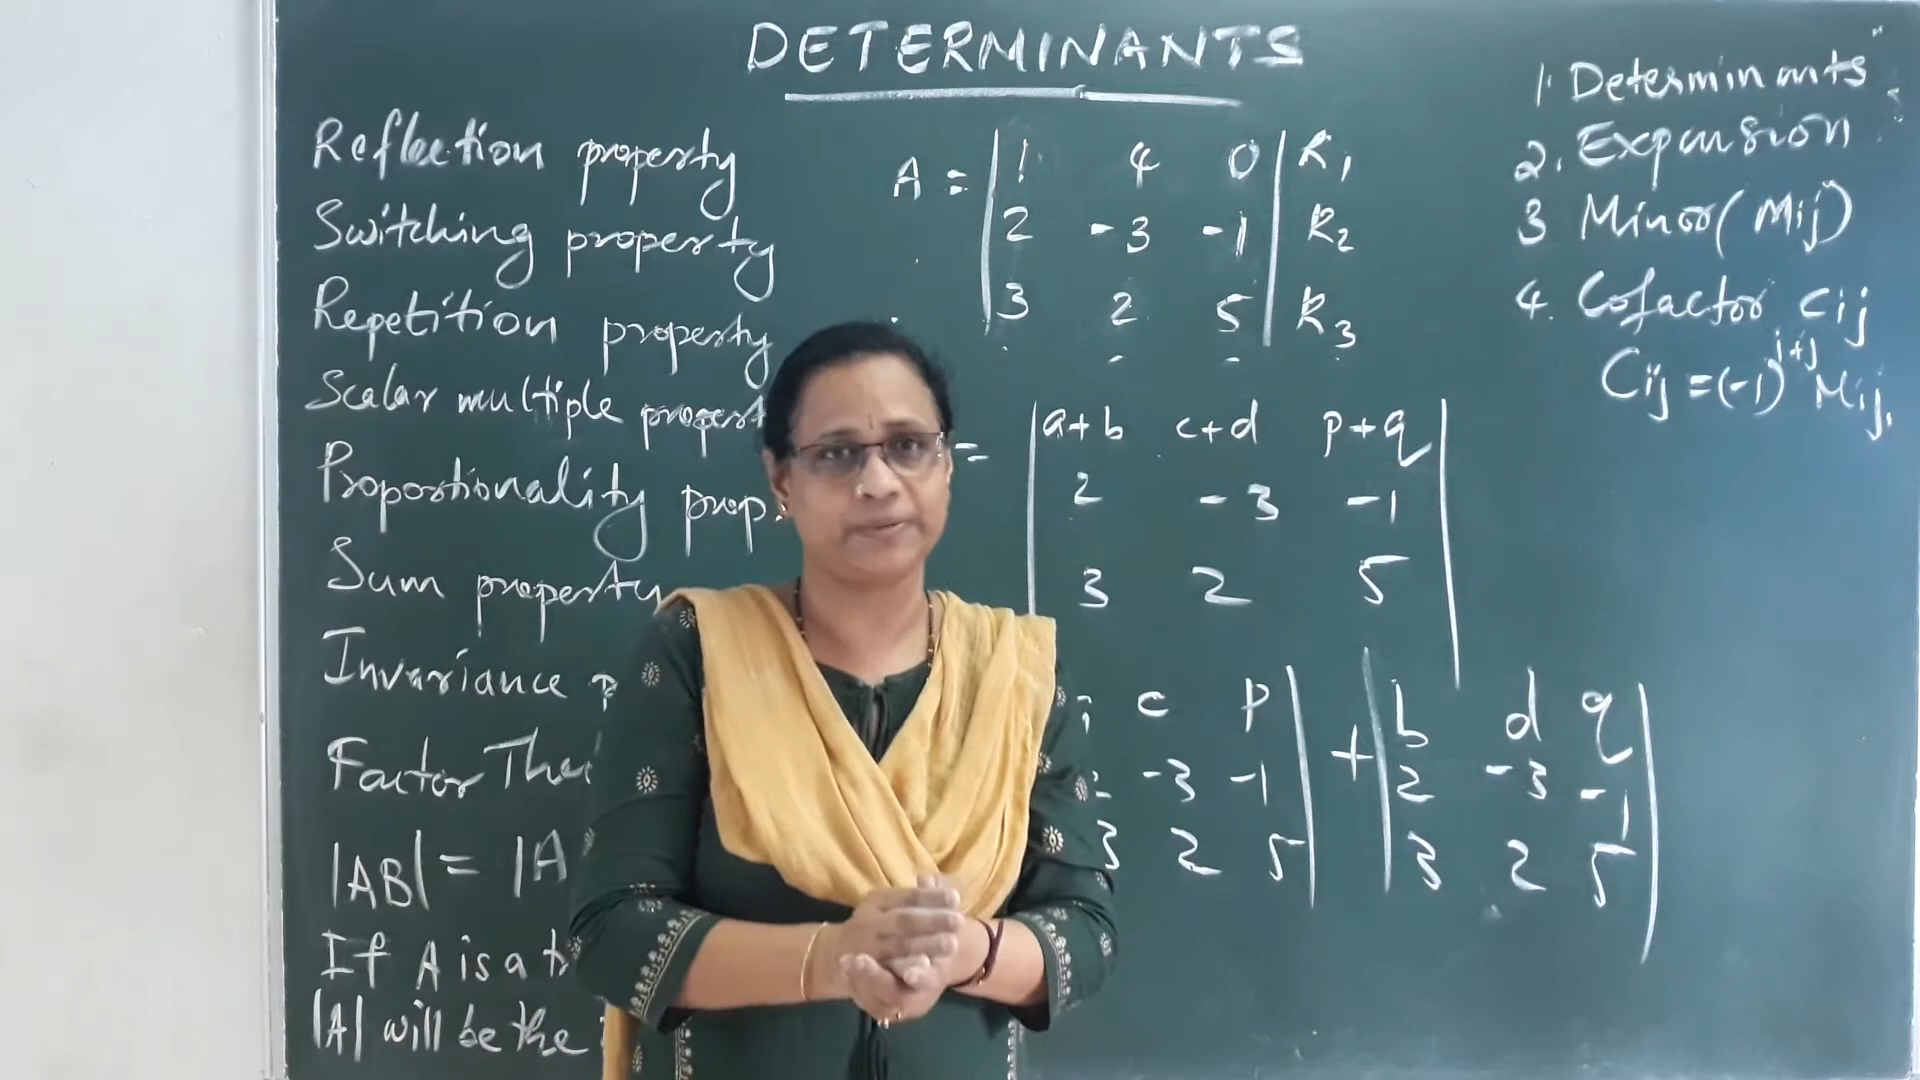 DETERMINANTS
Reflection property
Switching property
Repetition property
Scalar multiple propert
Proportionality prop.
Sum property
Invariance p
Factor The
|AB| = |A
If A is a t
|A| will be the
A = | 1 4 0 | R1
2 -3 -1 | R2
| 3 2 5 | R3
= | a+b c+d p+q |
2 -3 -1
3 2 5
c p | + | b d q |
-3 -1 | 2 -3 -1
3 2 5 | 3 2 5 |
1. Determinants
2. Expansion
3 Minor (Mij)
4. Cofactor Cij
Cij = (-1)^i+j Mij.